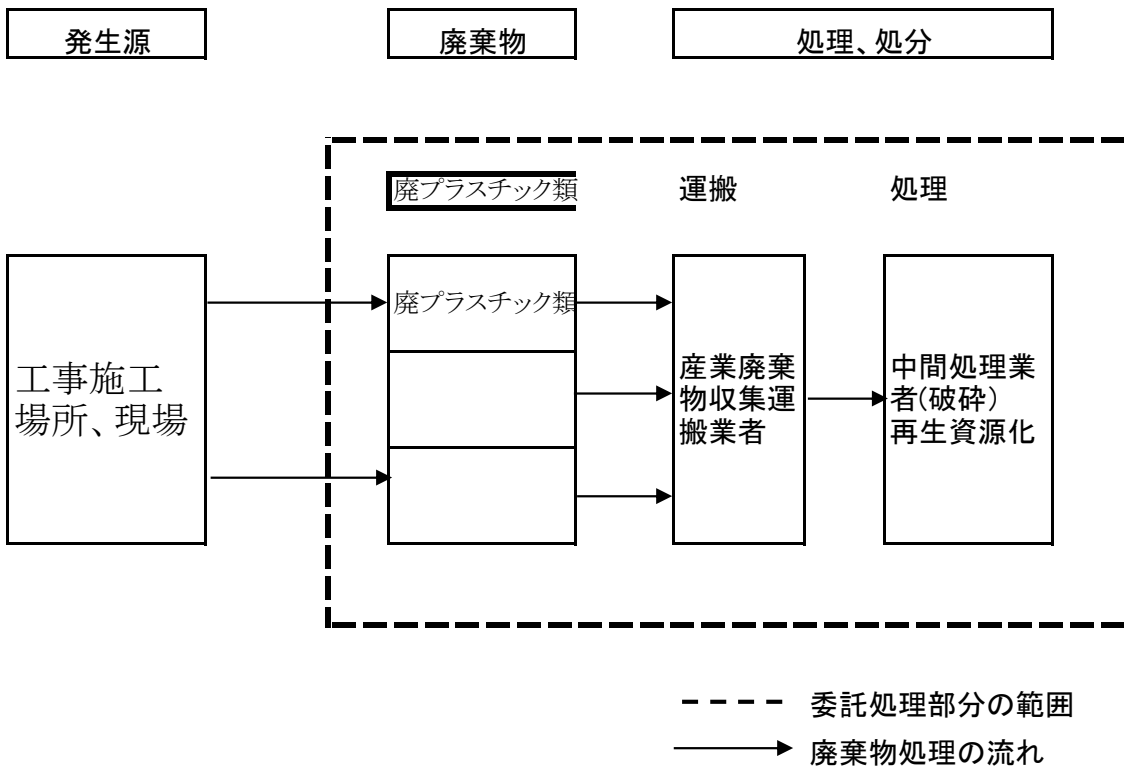 発生源
廃棄物
処理、処分
廃プラスチック類
運搬
処理
工事施工
場所、現場
廃プラスチック類
産業廃棄
物収集運
搬業者
中間処理業
者(破砕)
再生資源化
委託処理部分の範囲
廃棄物処理の流れ